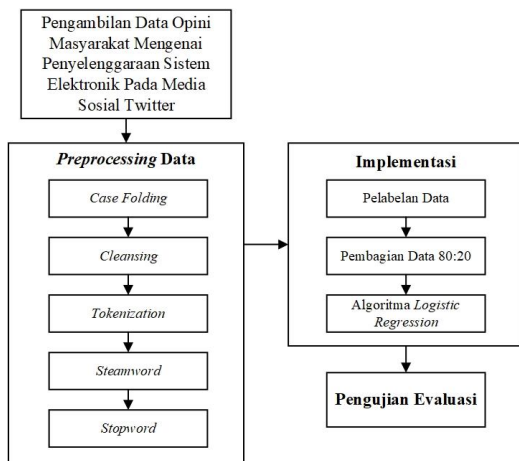 Pengambilan Data Opini
Masyarakat Mengenai
Penyelenggaraan Sistem
Elektronik Pada Media
Sosial Twitter
Preprocessing Data
Case Folding
Cleansing
Tokenization
Steamword
Stopword
Implementasi
Pelabelan Data
Pembagian Data 80:20
Algoritma Logistic
Regression
Pengujian Evaluasi